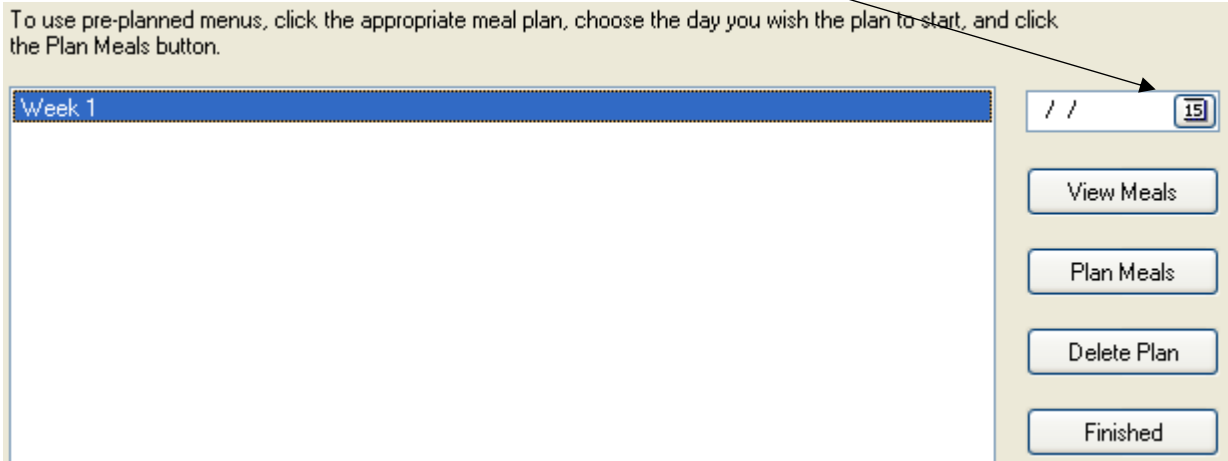 To use pre-planned menus, click the appropriate meal plan, choose the day you wish the plan to start, and click
the Plan Meals button.
Week 1
/ / 15
View Meals
Plan Meals
Delete Plan
Finished